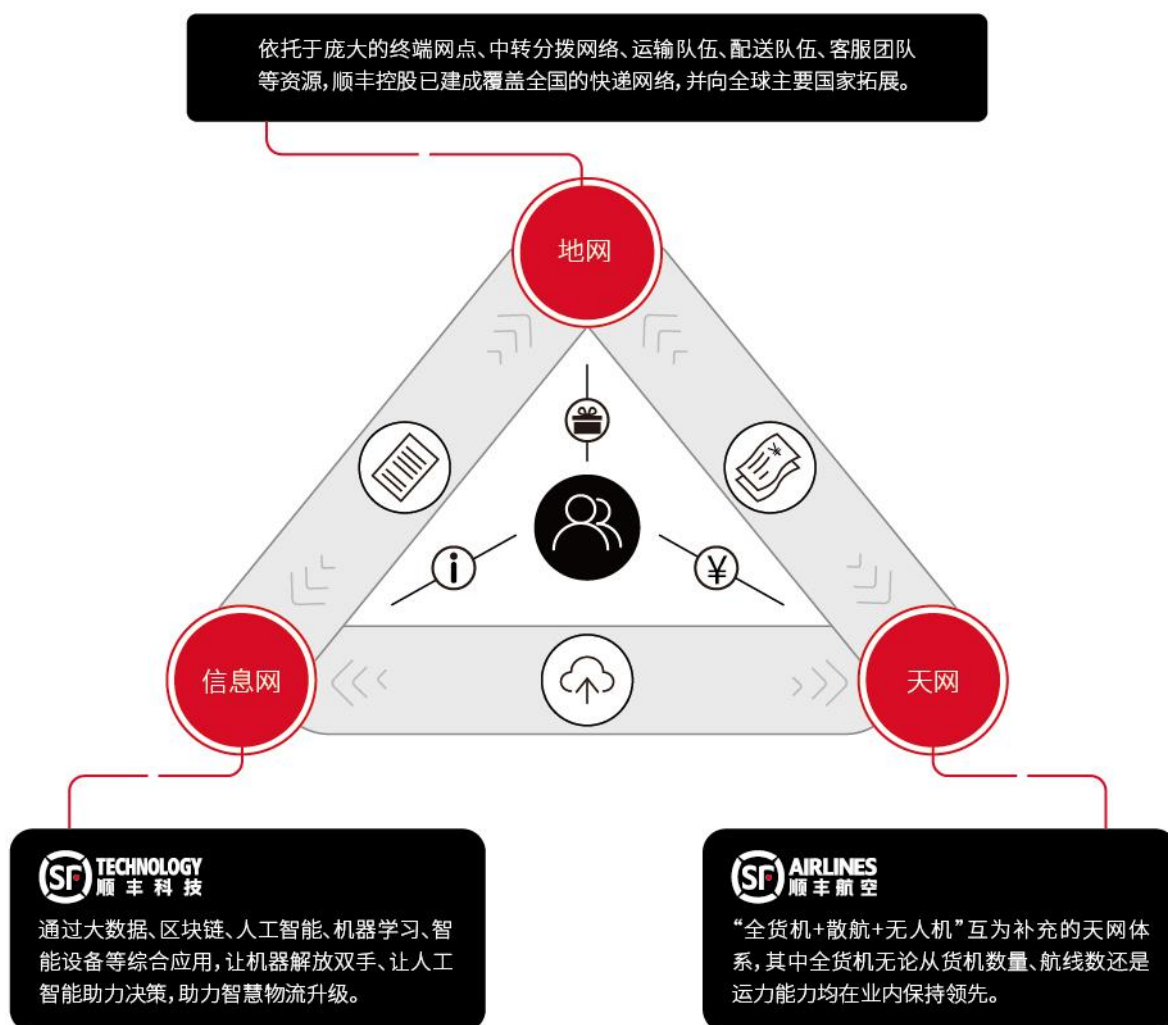 依托于庞大的终端网点、中转分拨网络、运输队伍、配送队伍、客服团队
等资源,顺丰控股已建成覆盖全国的快递网络,并向全球主要国家拓展。
地网
¥
i
¥
信息网
天网
SF TECHNOLOGY
顺丰科技
通过大数据、区块链、人工智能、机器学习、智
能设备等综合应用,让机器解放双手、让人工
智能助力决策,助力智慧物流升级。
SF AIRLINES
顺丰航空
“全货机+散航+无人机”互为补充的天网体
系,其中全货机无论从货机数量、航线数还是
运力能力均在业内保持领先。